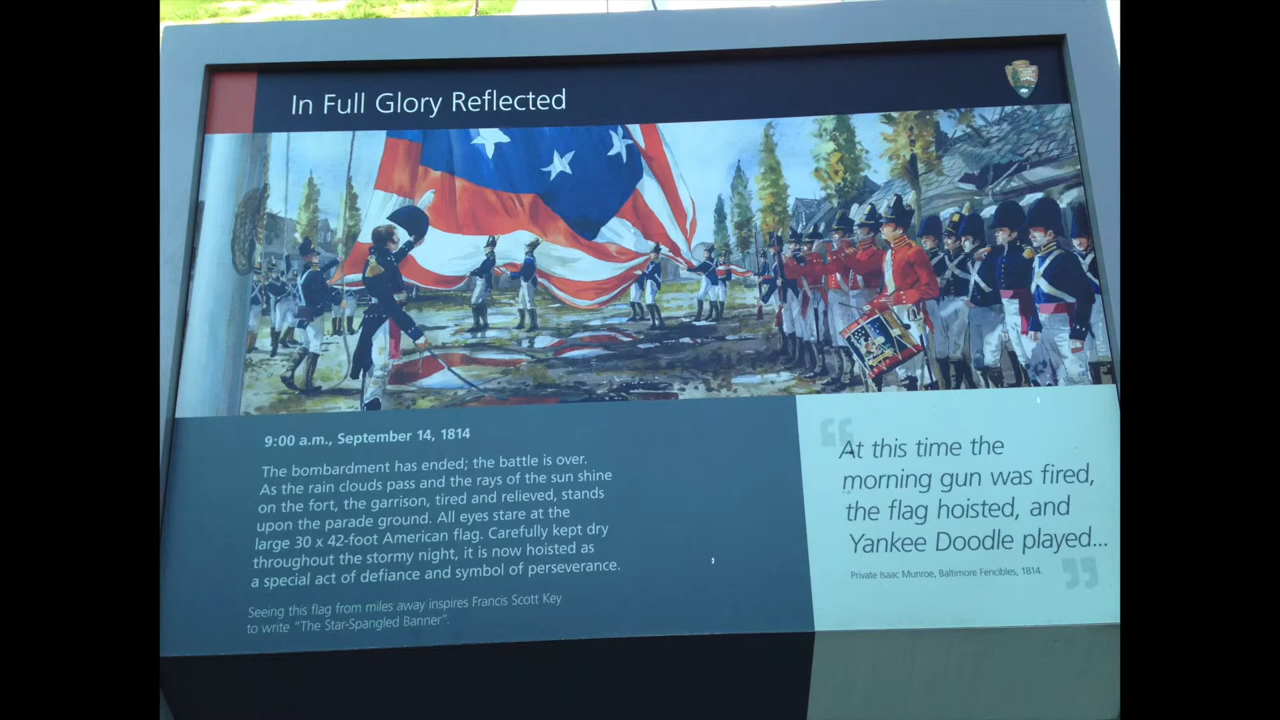 In Full Glory Reflected
9:00 a.m., September 14, 1814
The bombardment has ended; the battle is over.
As the rain clouds pass and the rays of the sun shine
on the fort, the garrison, tired and relieved, stands
upon the parade ground. All eyes stare at the
large 30 x 42-foot American flag. Carefully kept dry
throughout the stormy night, it is now hoisted as
a special act of defiance and symbol of perseverance.
Seeing this flag from miles away inspires Francis Scott Key
to write "The Star-Spangled Banner".
“At this time the
morning gun was fired,
the flag hoisted, and
Yankee Doodle played...”
Private Isaac Munroe, Baltimore Fencibles, 1814.